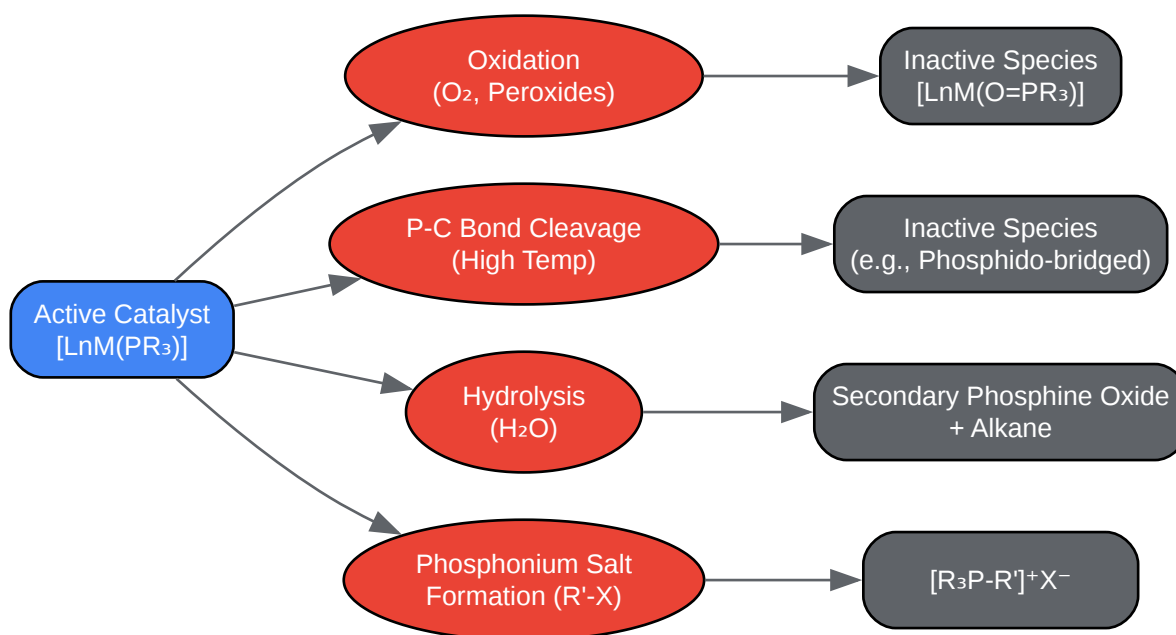 Oxidation
(O₂, Peroxides)
Inactive Species
[LnM(O=PR₃)]
P-C Bond Cleavage
(High Temp)
Inactive Species
(e.g., Phosphido-bridged)
Active Catalyst
[LnM(PR₃)]
Hydrolysis
(H₂O)
Secondary Phosphine Oxide
+ Alkane
Phosphonium Salt
Formation (R'-X)
[R₃P-R']⁺X⁻